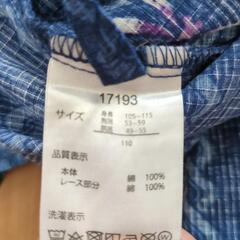 17193
サイズ
身長 105-115
胸囲 53-59
胴囲 49-55
110
品質表示
本体 綿 100%
レース部分 綿 100%
洗濯表示